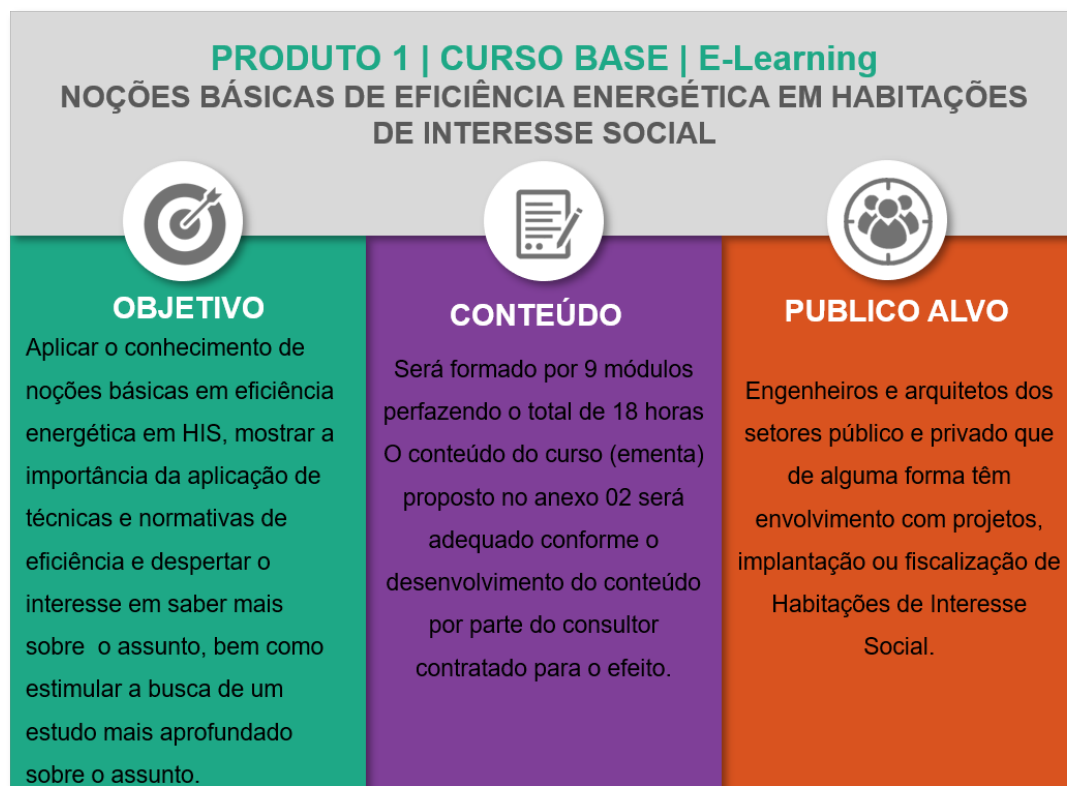 PRODUTO 1 | CURSO BASE | E-Learning
NOÇÕES BÁSICAS DE EFICIÊNCIA ENERGÉTICA EM HABITAÇÕES
DE INTERESSE SOCIAL
OBJETIVO
Aplicar o conhecimento de
noções básicas em eficiência
energética em HIS, mostrar a
importância da aplicação de
técnicas e normativas de
eficiência e despertar o
interesse em saber mais
sobre  o assunto, bem como
estimular a busca de um
estudo mais aprofundado
sobre o assunto.
CONTEÚDO
Será formado por 9 módulos
perfazendo o total de 18 horas
O conteúdo do curso (ementa)
proposto no anexo 02 será
adequado conforme o
desenvolvimento do conteúdo
por parte do consultor
contratado para o efeito.
PUBLICO ALVO
Engenheiros e arquitetos dos
setores público e privado que
de alguma forma têm
envolvimento com projetos,
implantação ou fiscalização de
Habitações de Interesse
Social.